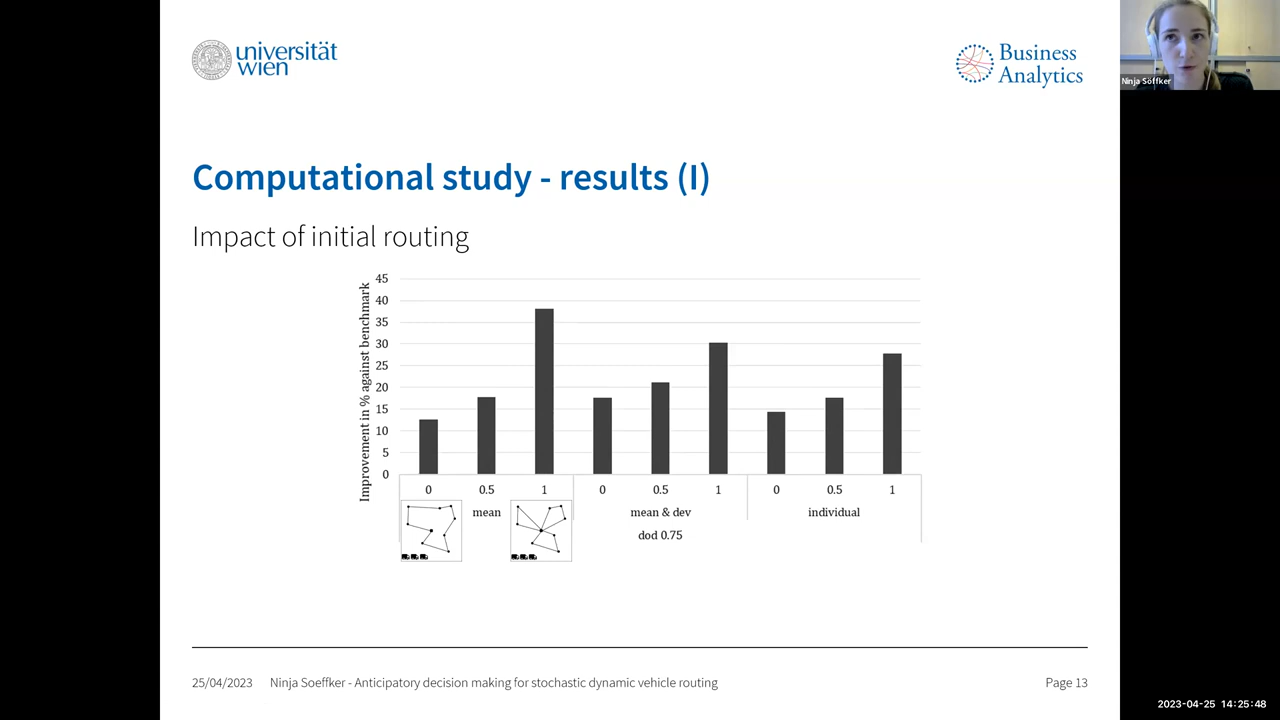 universität
wien
Business
Analytics
Ninja Söffker
Computational study - results (I)
Impact of initial routing
Improvement in % against benchmark
45
40
35
30
25
20
15
10
5
0
0 0.5 1 0 0.5 1 0 0.5 1
mean mean & dev individual
dod 0.75
25/04/2023 Ninja Soeffker - Anticipatory decision making for stochastic dynamic vehicle routing Page 13
2023-04-25 14:25:48